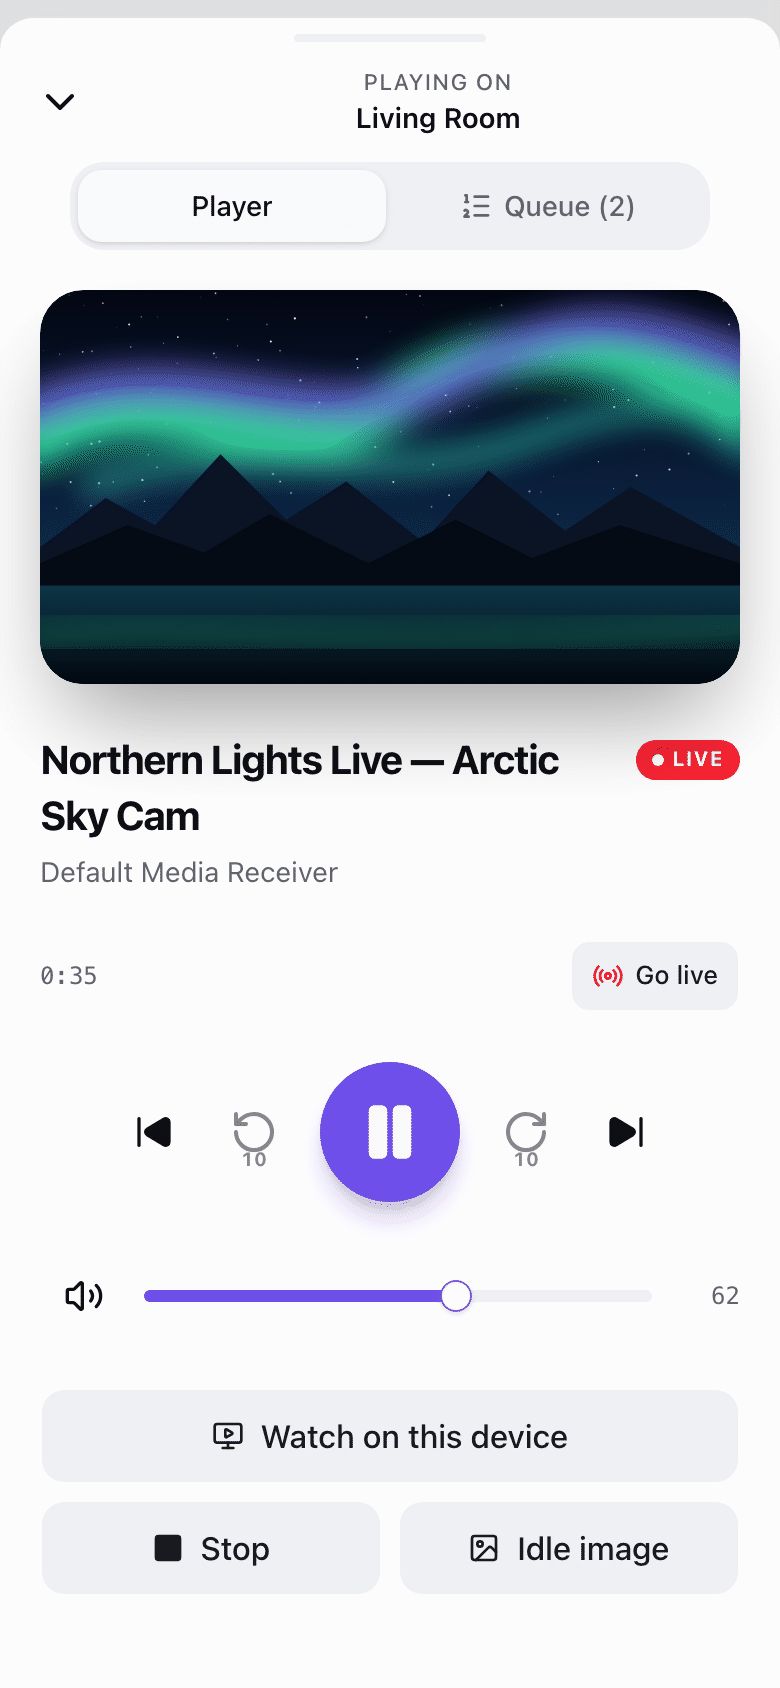 PLAYING ON
Living Room
Player
Queue (2)
Northern Lights Live — Arctic
Sky Cam
LIVE
Default Media Receiver
0:35
Go live
10
10
62
Watch on this device
Stop
Idle image